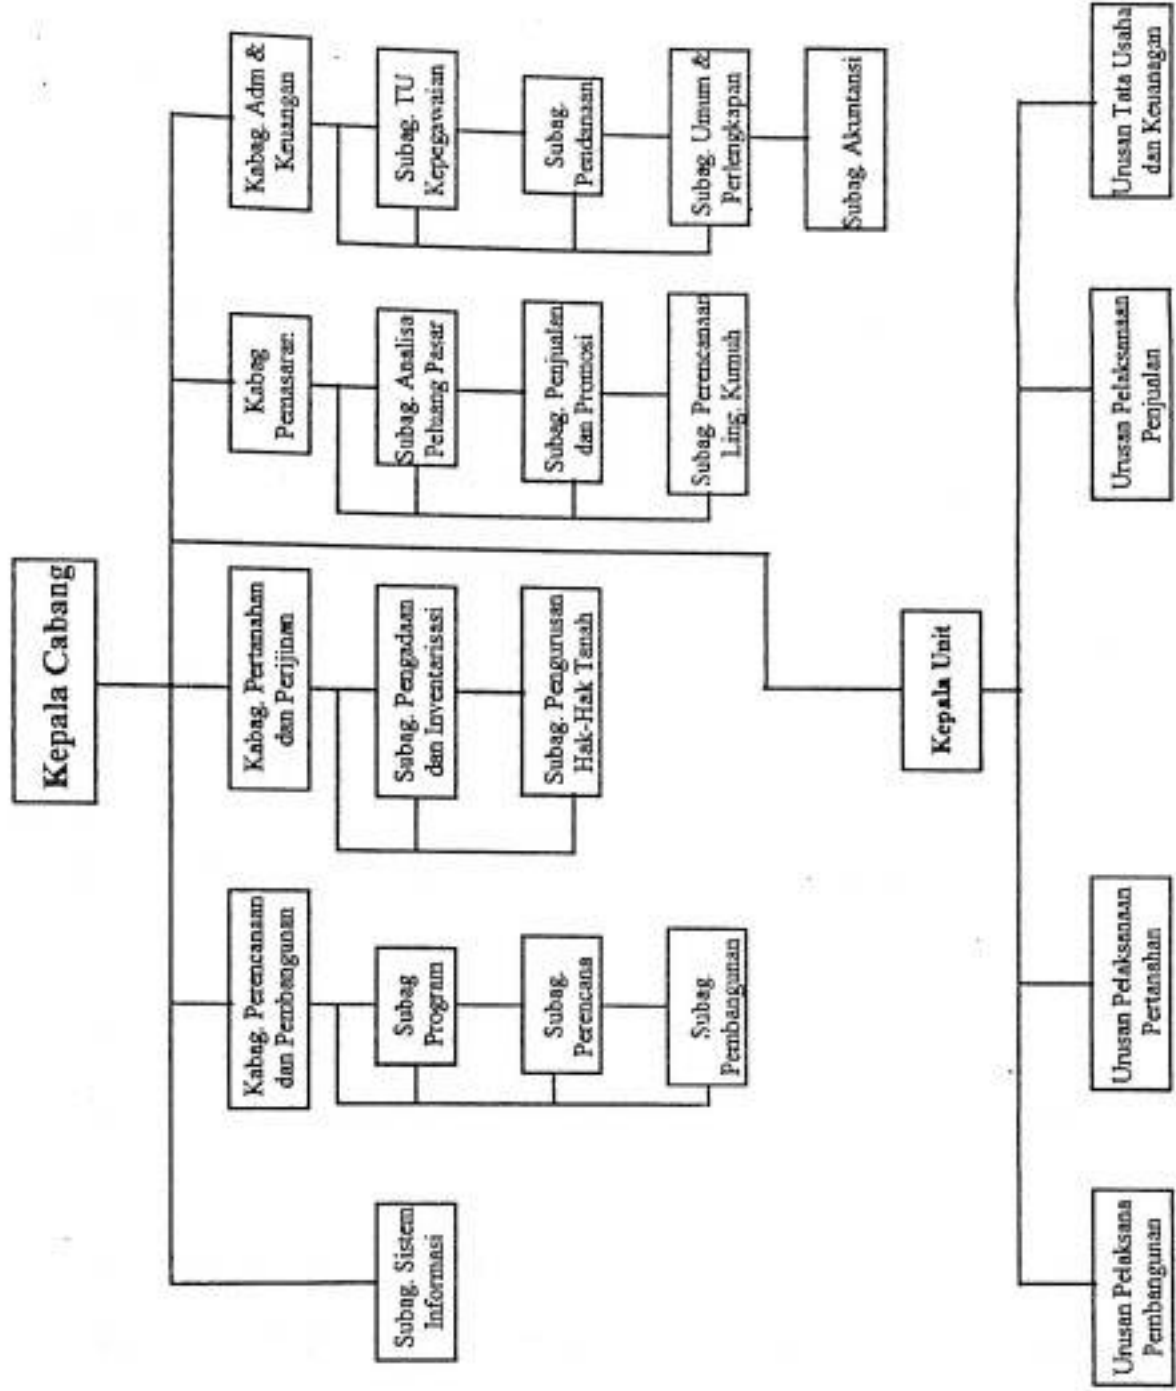 Kepala Cabang
Subag. Sistem
Informasi
Kabag. Perencanaan
dan Pembangunan
Subag
Program
Subag.
Perencana
Subag
Pembangunan
Kabag. Pertanahan
dan Perijinan
Subag. Pengadaan
dan Inventarisasi
Subag. Pengurusan
Hak-Hak Tanah
Kabag
Pemasaran
Subag. Analisa
Peluang Pasar
Subag. Penjualan
dan Promosi
Subag. Perencanaan
Ling. Kumuh
Kabag. Adm &
Keuangan
Subag. TU
Kepegawaian
Subag.
Pendanaan
Subag. Umum &
Perlengkapan
Subag. Akuntansi
Kepala Unit
Urusan Pelaksana
Pembangunan
Urusan Pelaksanaan
Pertanahan
Urusan Pelaksanaan
Penjualan
Urusan Tata Usaha
dan Keuanagan